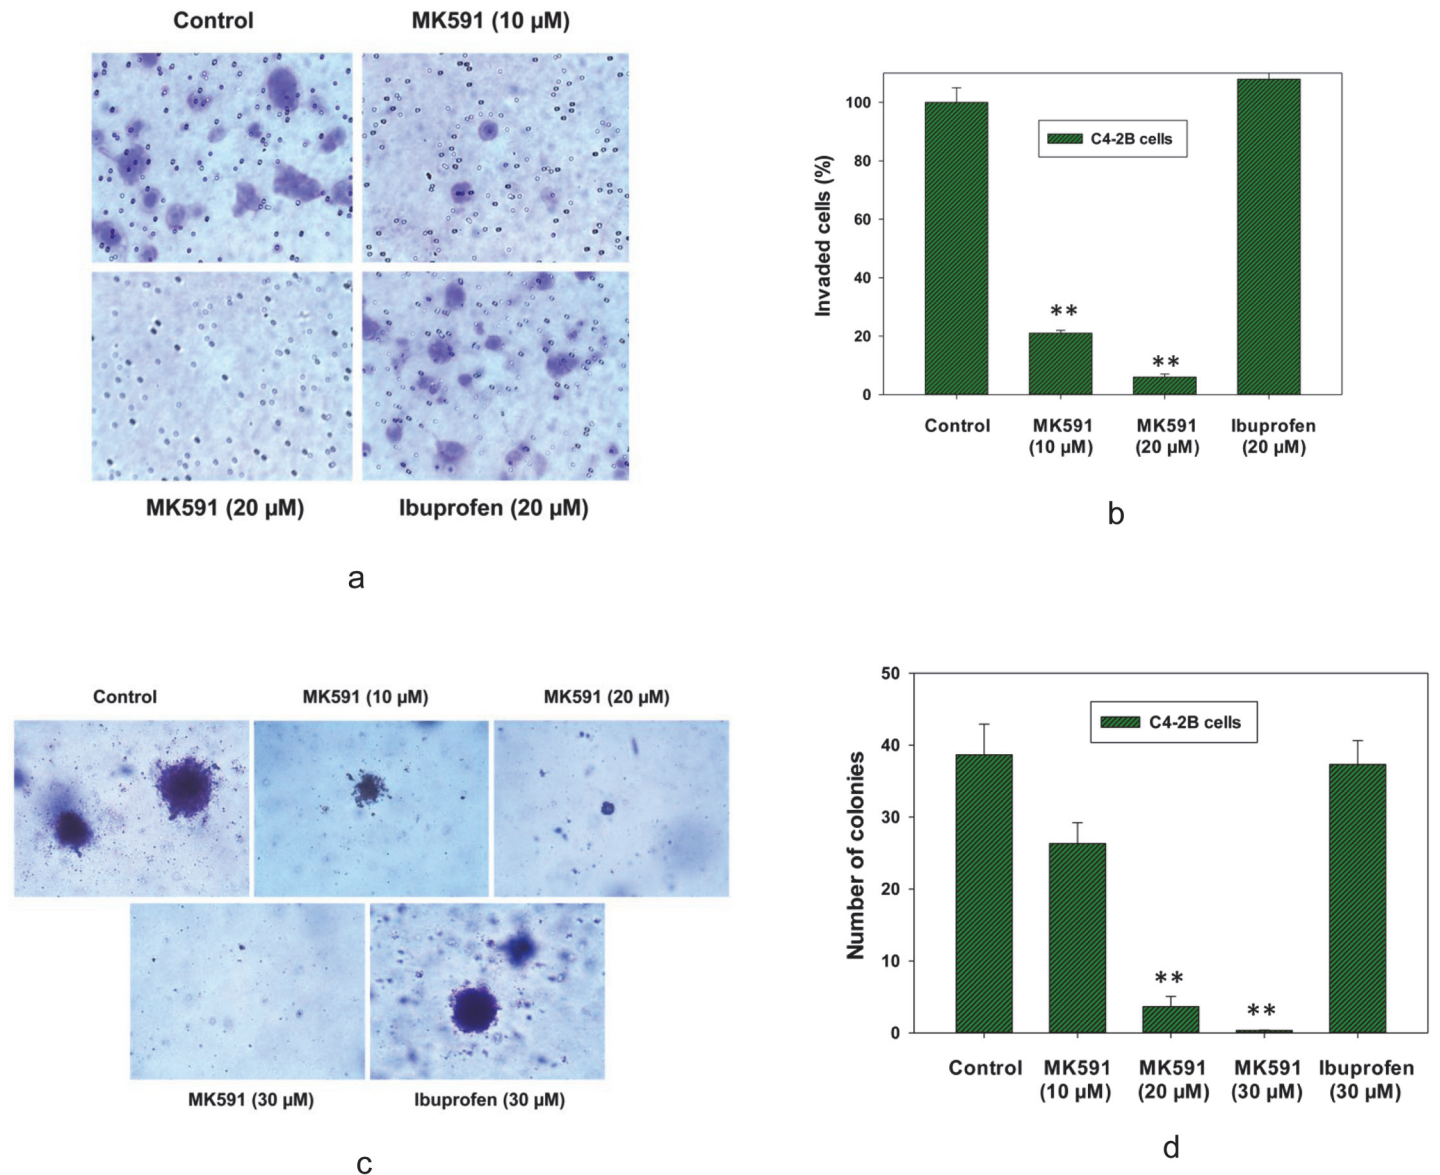 Control
MK591 (10 µM)
MK591 (20 µM)
Ibuprofen (20 µM)
a
Invaded cells (%)
100
80
60
40
20
0
C4-2B cells
**
**
Control
MK591
(10 µM)
MK591
(20 µM)
Ibuprofen
(20 µM)
b
Control
MK591 (10 µM)
MK591 (20 µM)
MK591 (30 µM)
Ibuprofen (30 µM)
c
Number of colonies
50
40
30
20
10
0
C4-2B cells
**
**
Control
MK591
(10 µM)
MK591
(20 µM)
MK591
(30 µM)
Ibuprofen
(30 µM)
d